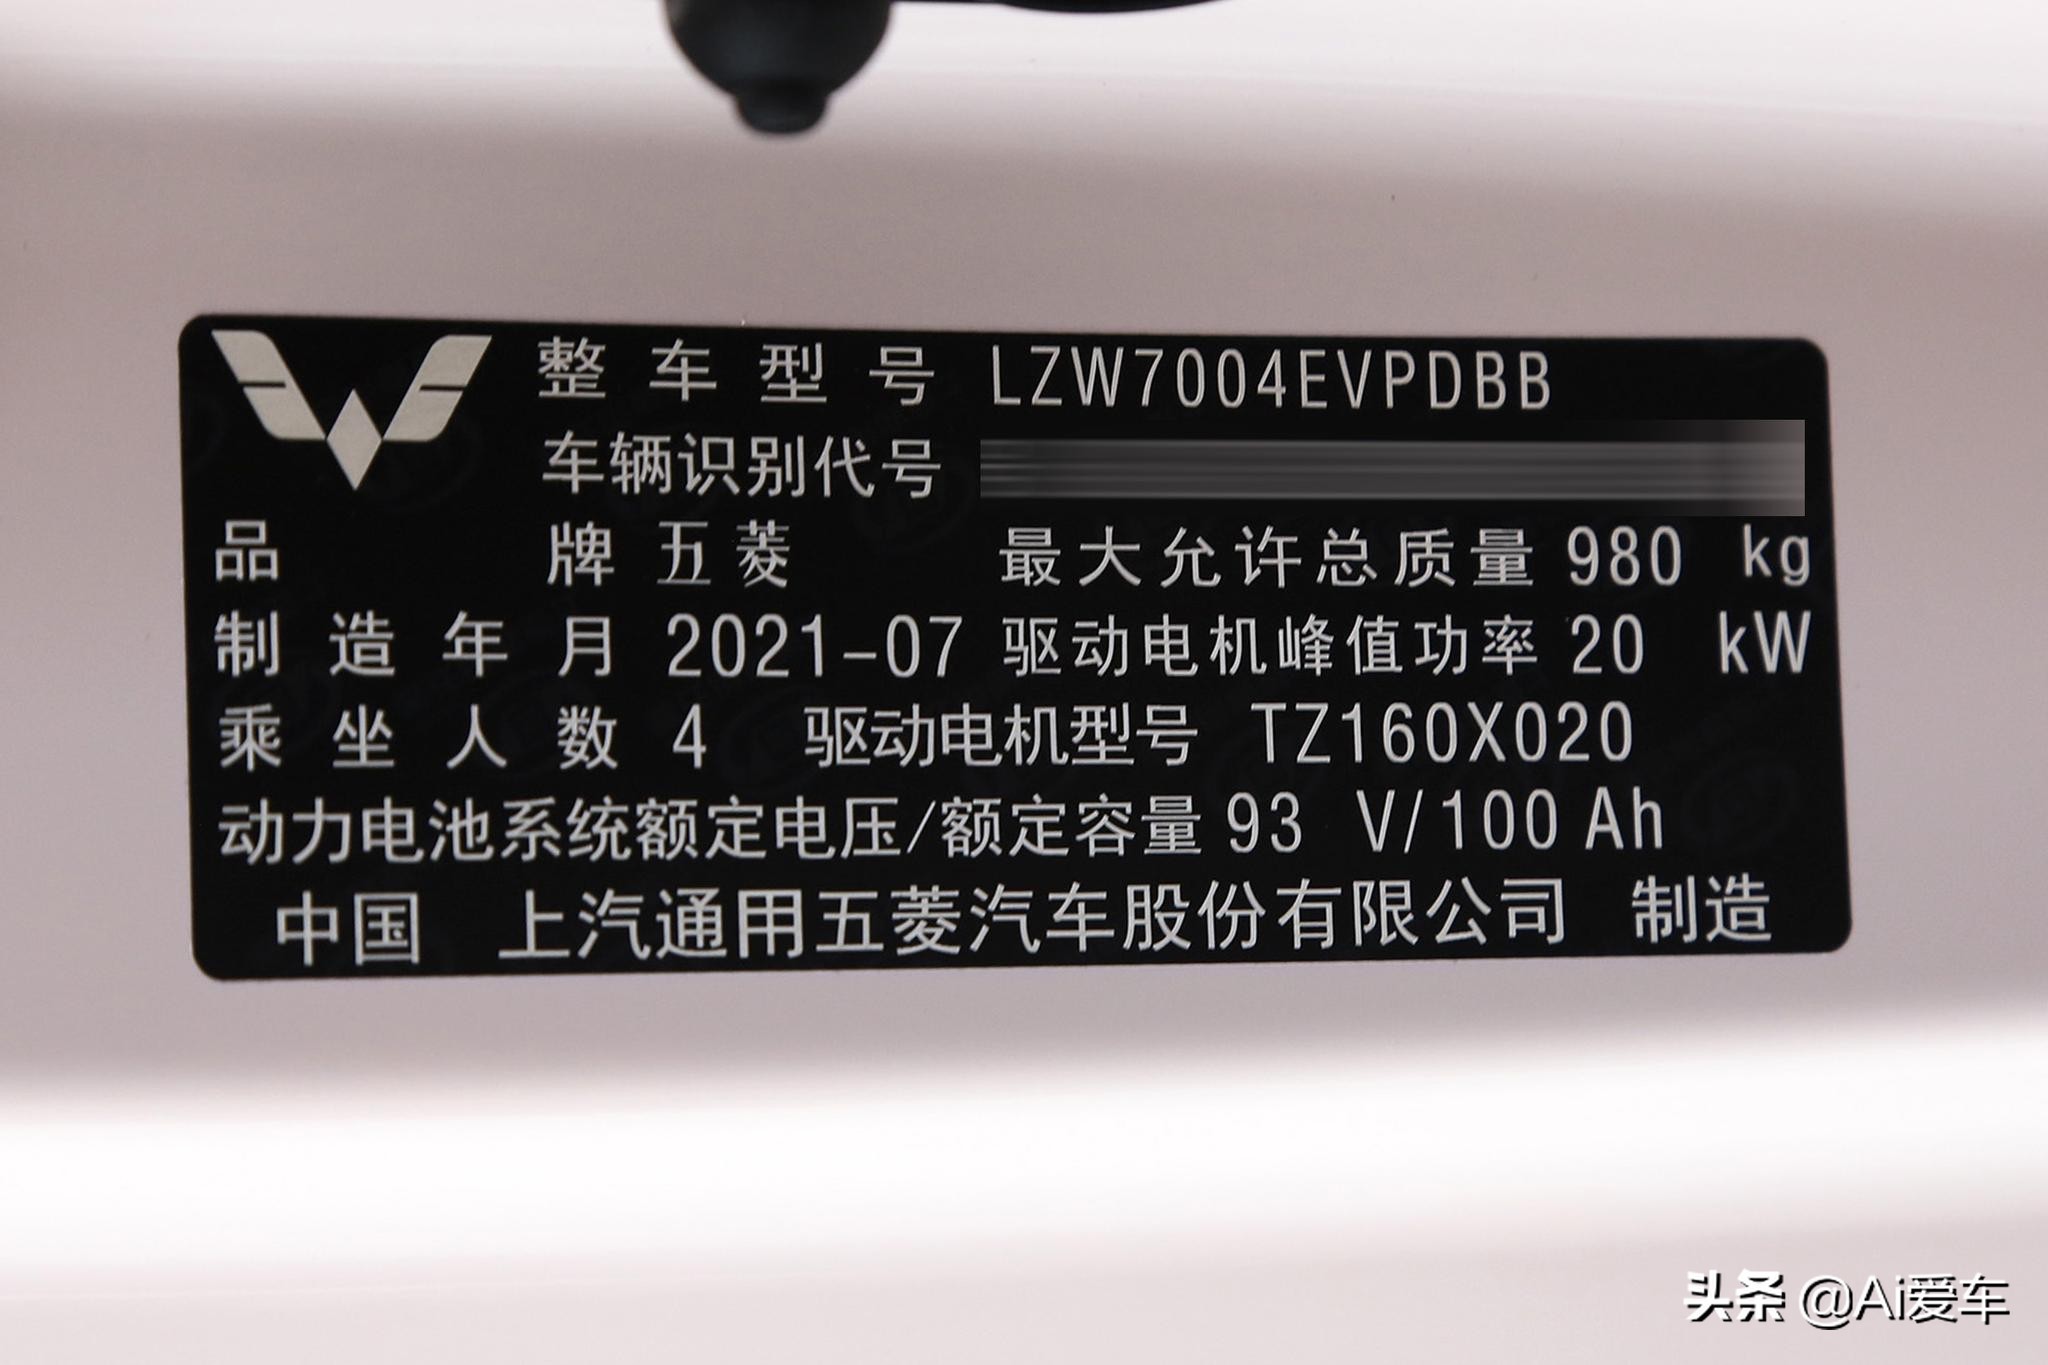 整车型号 LZW7004EVPDBB
车辆识别代号
品牌 五菱 最大允许总质量 980 kg
制造年月 2021-07 驱动电机峰值功率 20 kW
乘坐人数 4 驱动电机型号 TZ160X020
动力电池系统额定电压/额定容量 93 V/100 Ah
中国 上汽通用五菱汽车股份有限公司 制造
头条 @Ai爱车